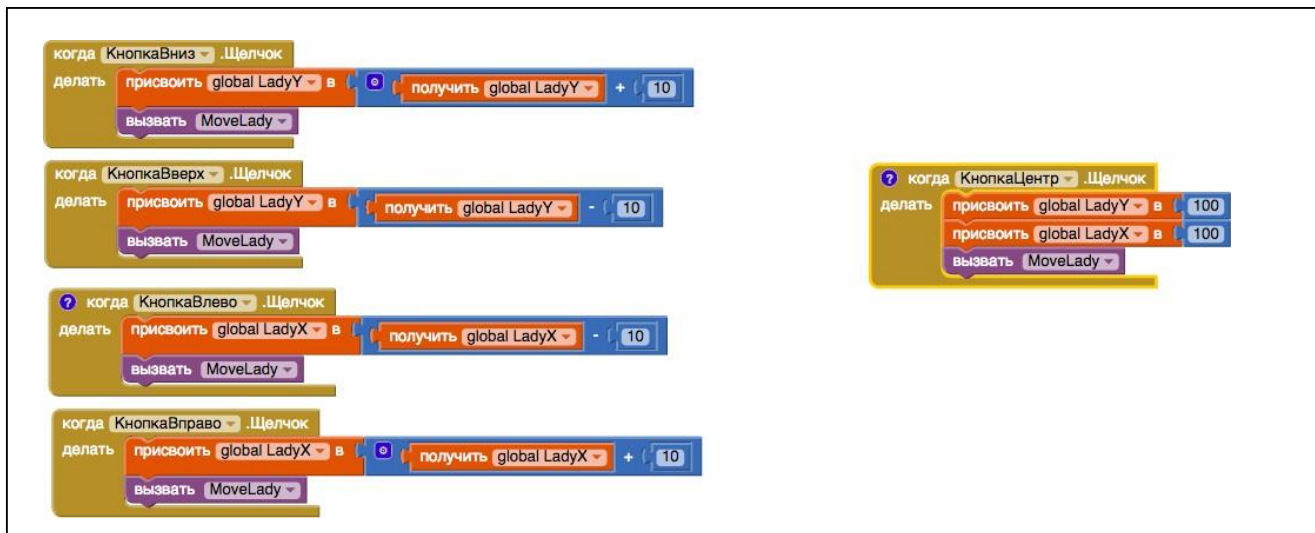 когда КнопкаВниз .Щелчок
делать присвоить global LadyY в получить global LadyY + 10
вызвать MoveLady
когда КнопкаВверх .Щелчок
делать присвоить global LadyY в получить global LadyY - 10
вызвать MoveLady
? когда КнопкаВлево .Щелчок
делать присвоить global LadyX в получить global LadyX - 10
вызвать MoveLady
когда КнопкаВправо .Щелчок
делать присвоить global LadyX в получить global LadyX + 10
вызвать MoveLady
? когда КнопкаЦентр .Щелчок
делать присвоить global LadyY в 100
присвоить global LadyX в 100
вызвать MoveLady